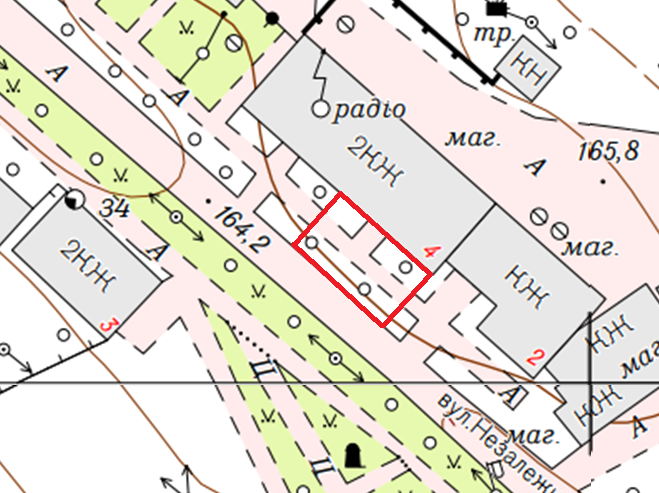 тр.
КН
А
А
радіо
2КЖ
маг.
А
165,8
34
164,2
А
2КЖ
3
4
маг.
КЖ
2
КЖ
маг
КЖ
А
А
вул.Незалежн
маг.
Ц
Ц